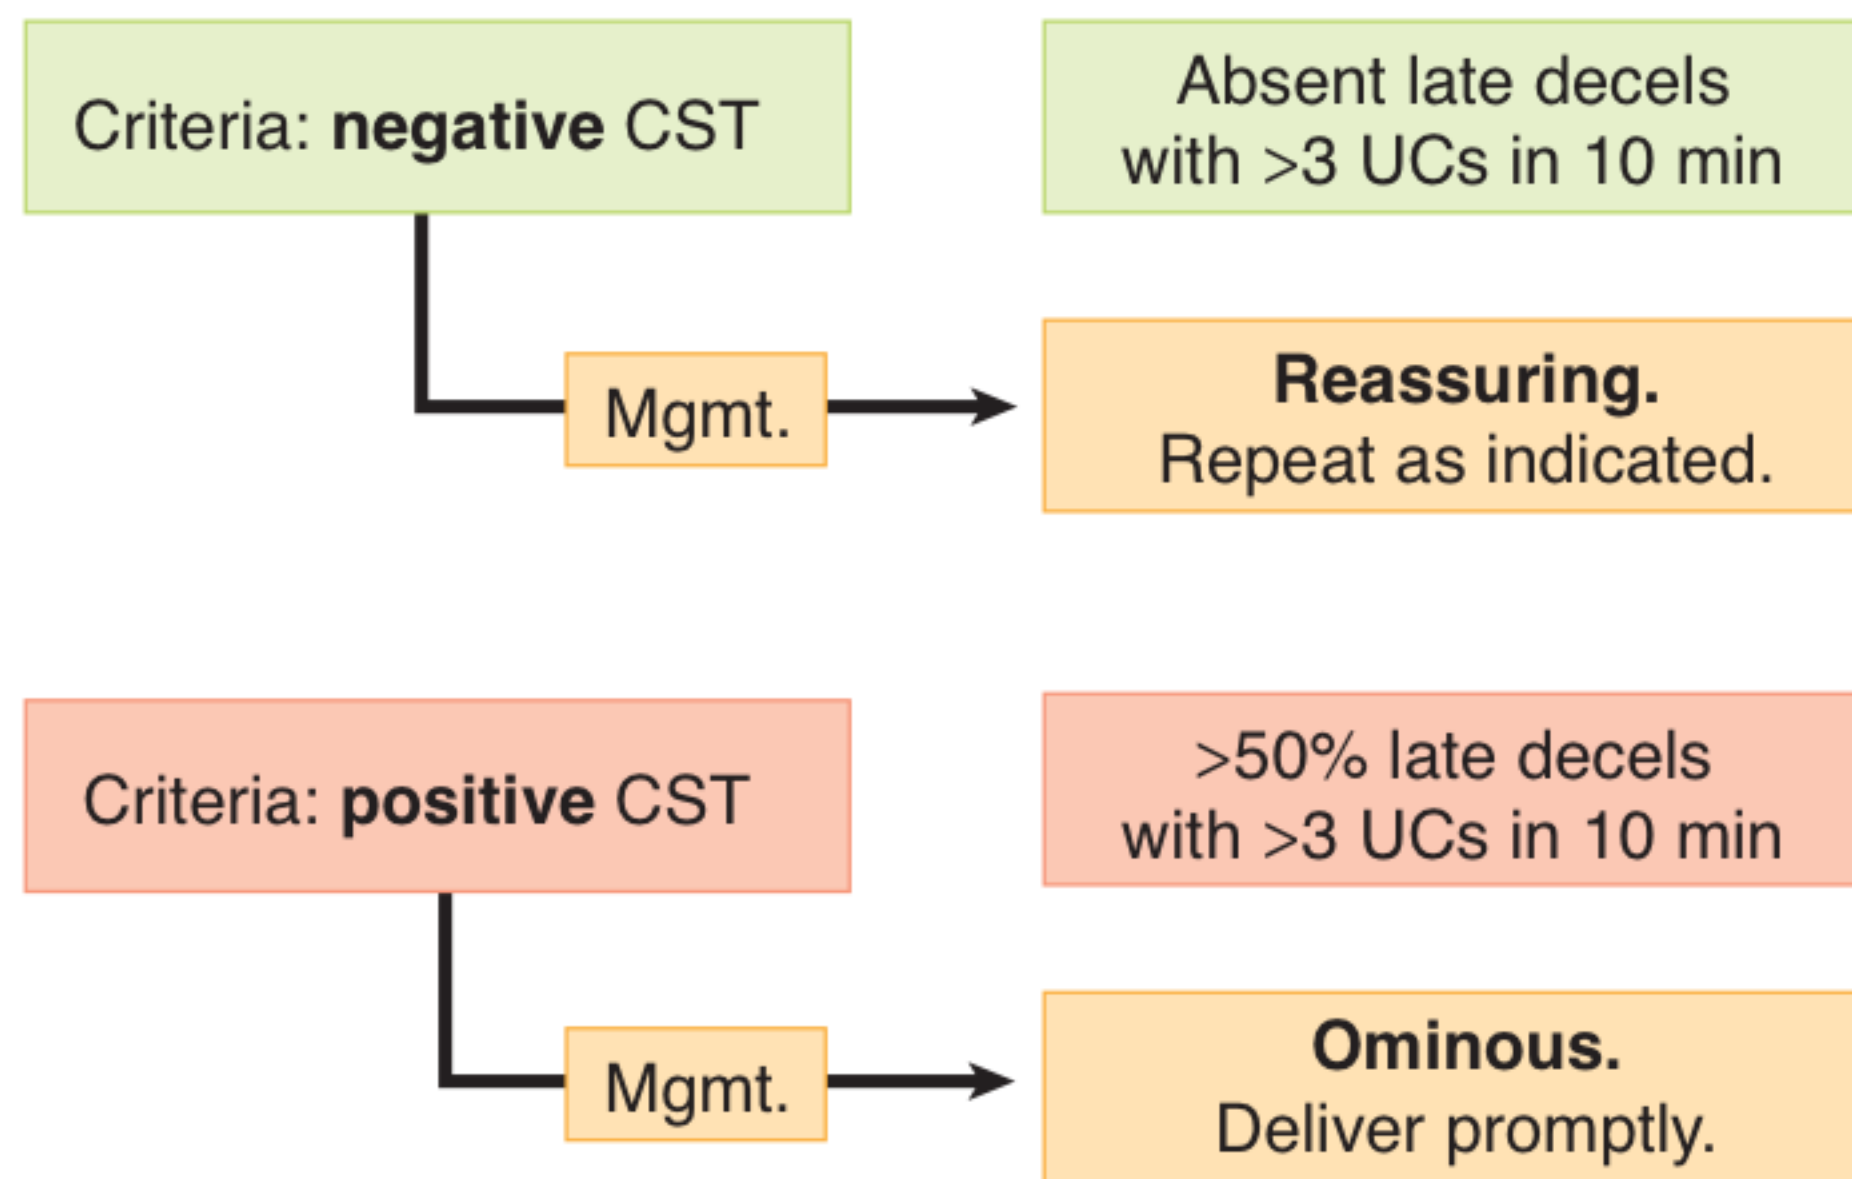 Criteria: negative CST
Absent late decels
with >3 UCs in 10 min
Mgmt.
Reassuring.
Repeat as indicated.
Criteria: positive CST
>50% late decels
with >3 UCs in 10 min
Mgmt.
Ominous.
Deliver promptly.